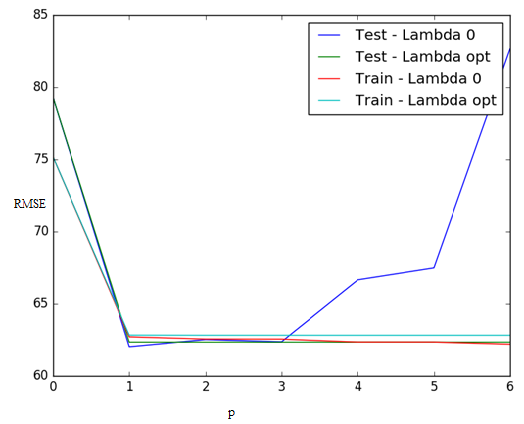 85
80
75
70
65
60
RMSE
Test - Lambda 0
Test - Lambda opt
Train - Lambda 0
Train - Lambda opt
0 1 2 3 4 5 6
p